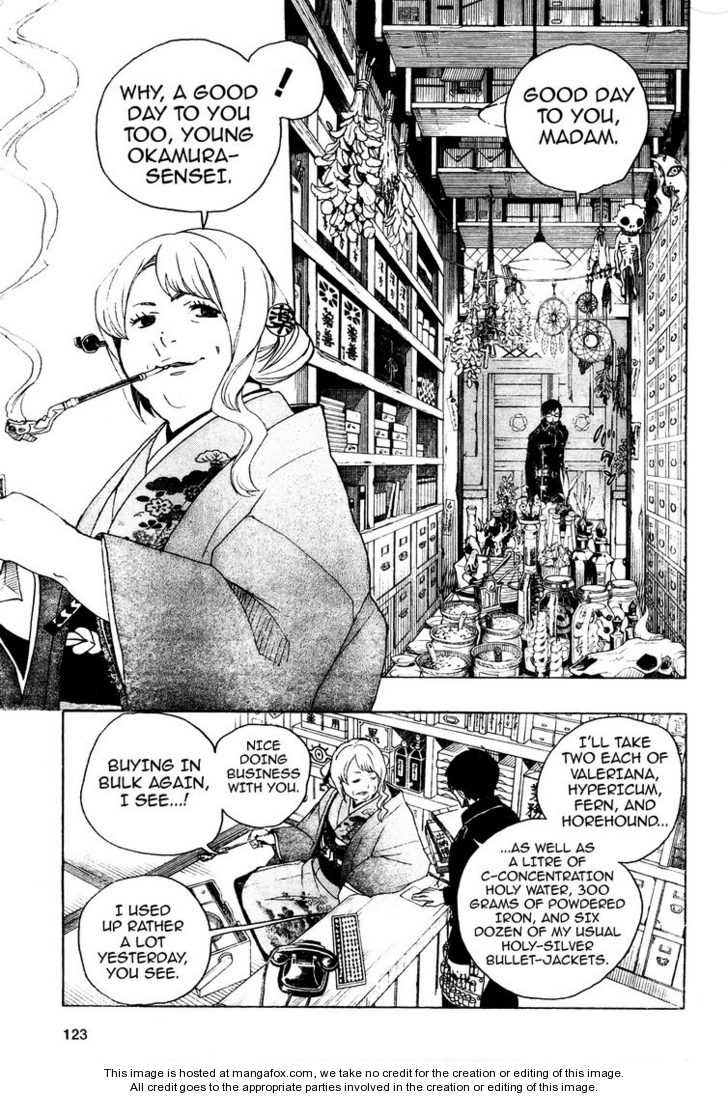 GOOD DAY
TO YOU,
MADAM.
!
WHY, A GOOD
DAY TO YOU
TOO, YOUNG
OKAMURA-
SENSEI.
I'LL TAKE
TWO EACH OF
VALERIANA,
HYPERICUM,
FERN, AND
HOREHOUND...
...AS WELL AS
A LITRE OF
C-CONCENTRATION
HOLY WATER, 300
GRAMS OF POWDERED
IRON, AND SIX
DOZEN OF MY USUAL
HOLY-SILVER
BULLET-JACKETS.
NICE
DOING
BUSINESS
WITH YOU.
BUYING IN
BULK AGAIN,
I SEE...!
I USED
UP RATHER
A LOT
YESTERDAY,
YOU SEE.
123
This image is hosted at mangafox.com, we take no credit for the creation or editing of this image.
All credit goes to the appropriate parties involved in the creation or editing of this image.